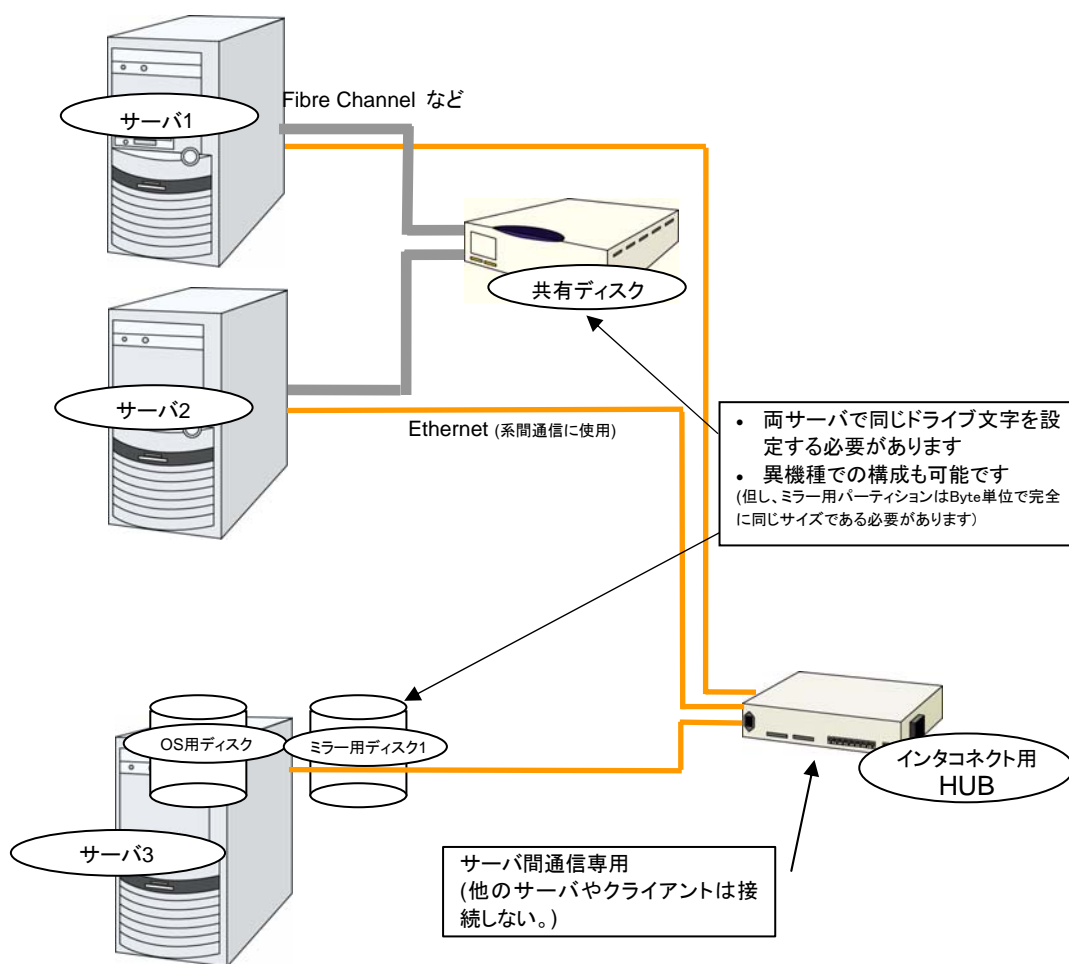 サーバ1
Fibre Channel など
共有ディスク
サーバ2
Ethernet (系間通信に使用)
• 両サーバで同じドライブ文字を設
定する必要があります
• 異機種での構成も可能です
(但し、ミラー用パーティションはByte単位で完全
に同じサイズである必要があります)
OS用ディスク
ミラー用ディスク1
インタコネクト用
HUB
サーバ3
サーバ間通信専用
(他のサーバやクライアントは接
続しない。)